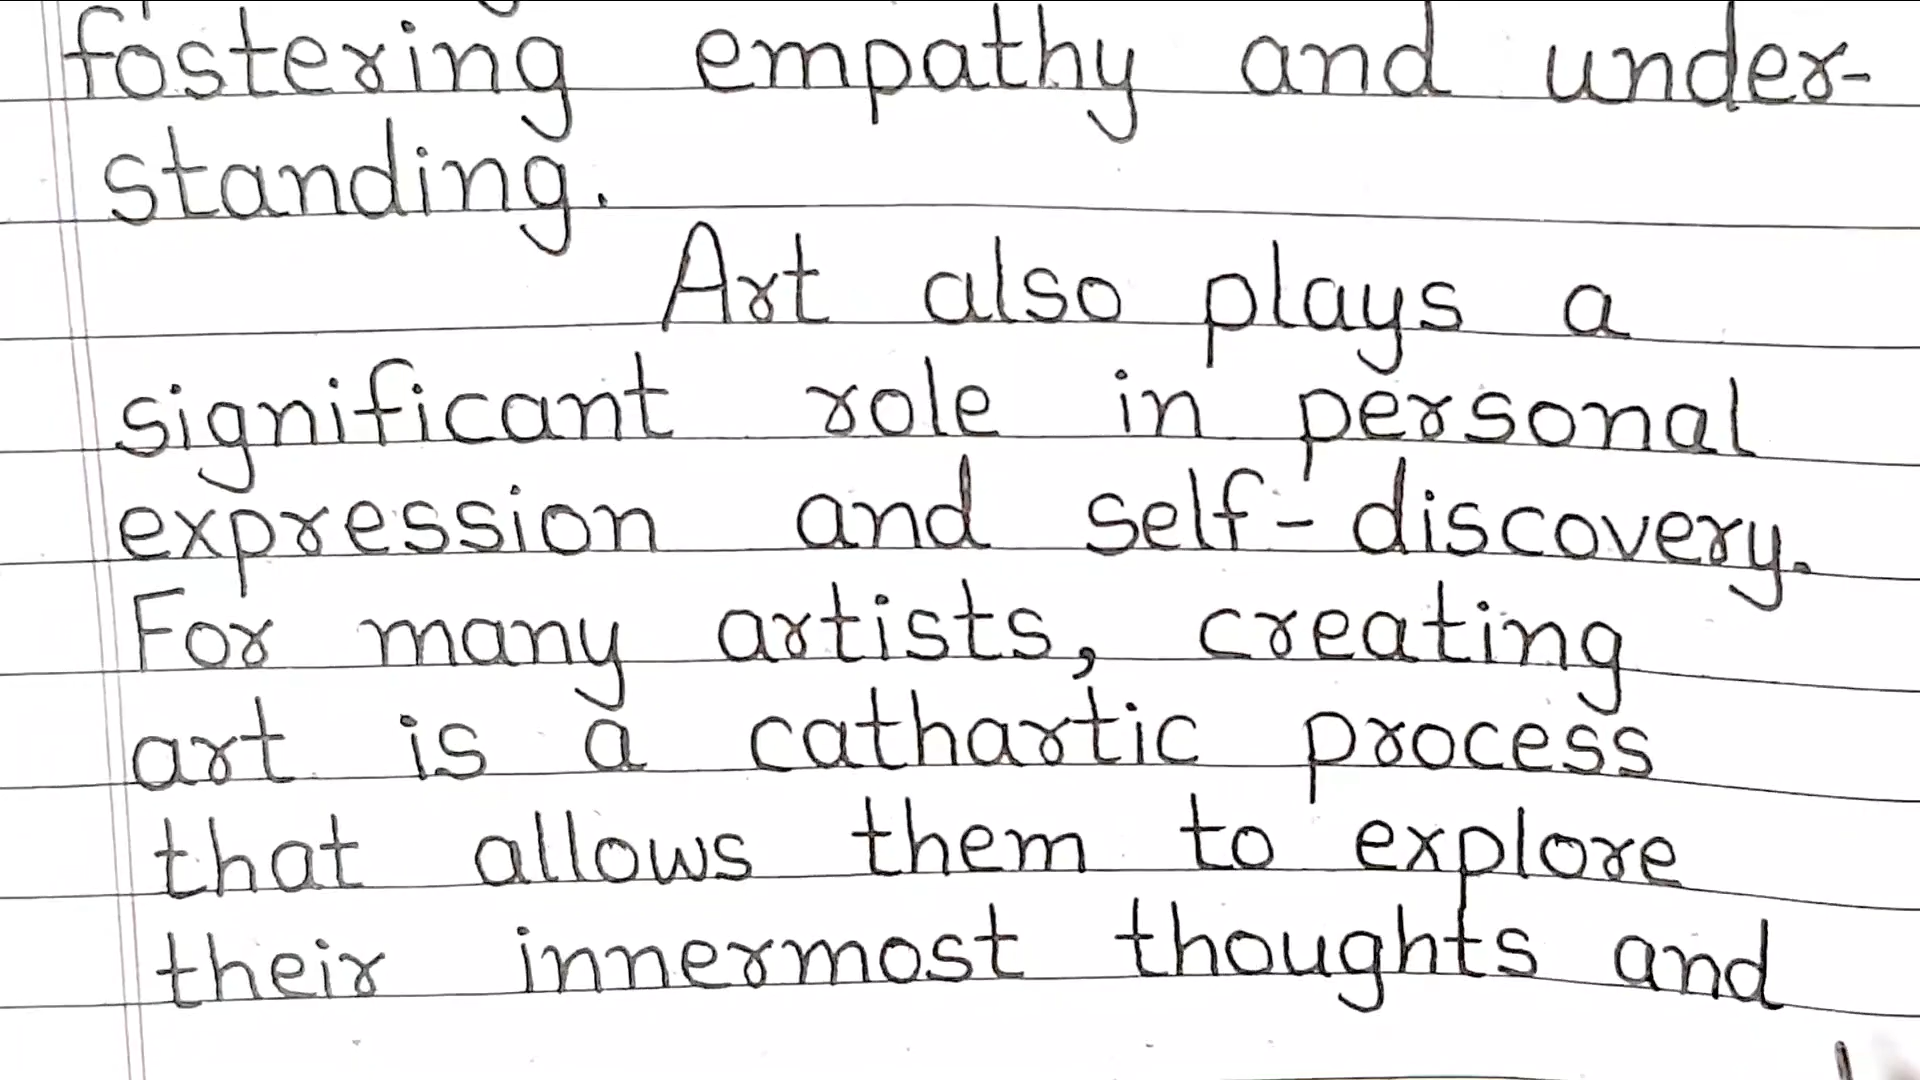 fostering empathy and under-
standing.
Art also plays a
significant role in personal
expression and self-discovery.
For many artists, creating
art is a cathartic process
that allows them to explore
their innermost thoughts and